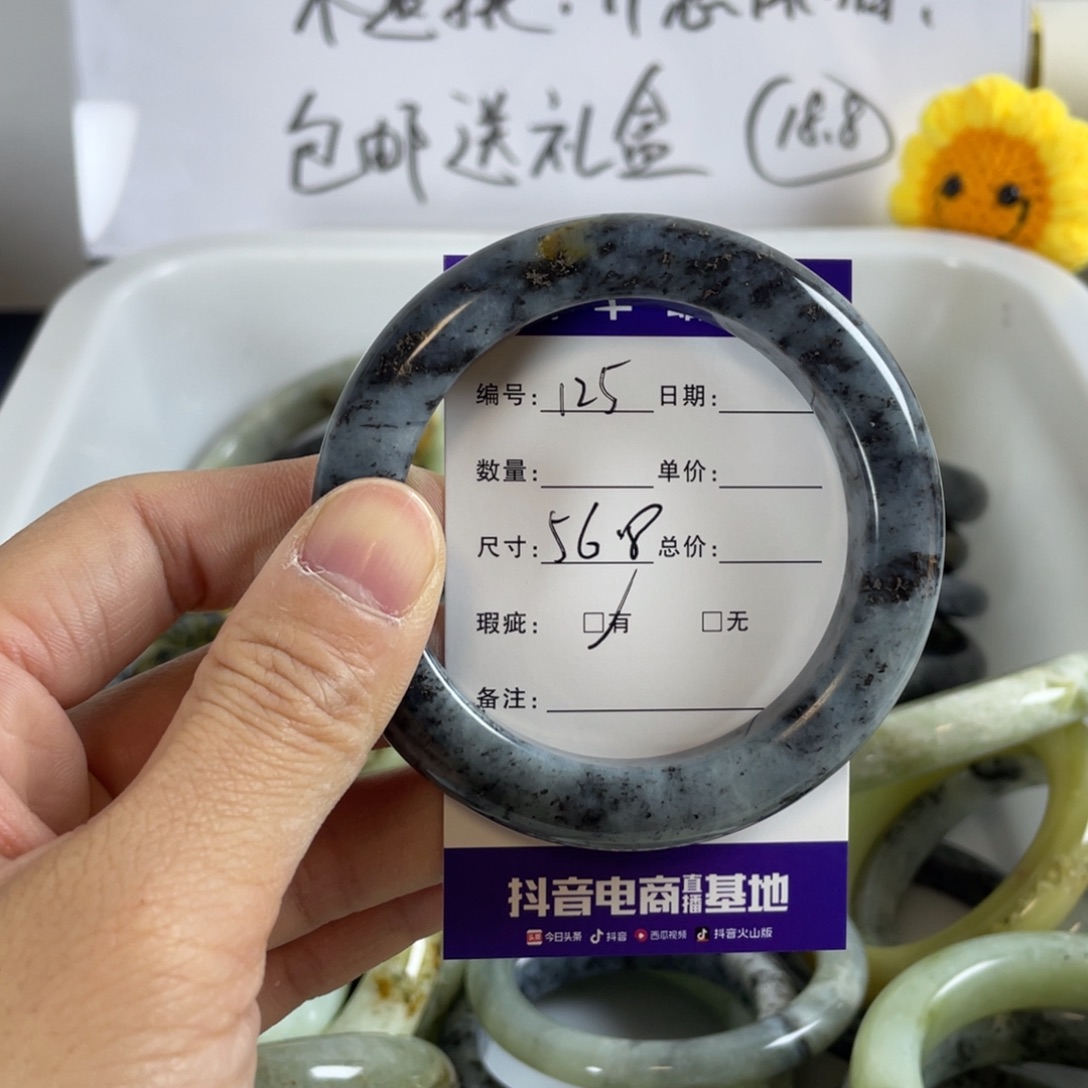 包邮送礼盒 18.8
编号: 125 日期:
数量: 单价:
尺寸: 56.8 总价:
瑕疵: □有 □无
备注:
抖音电商直播基地
头条 今日头条 抖音 西瓜视频 抖音火山版